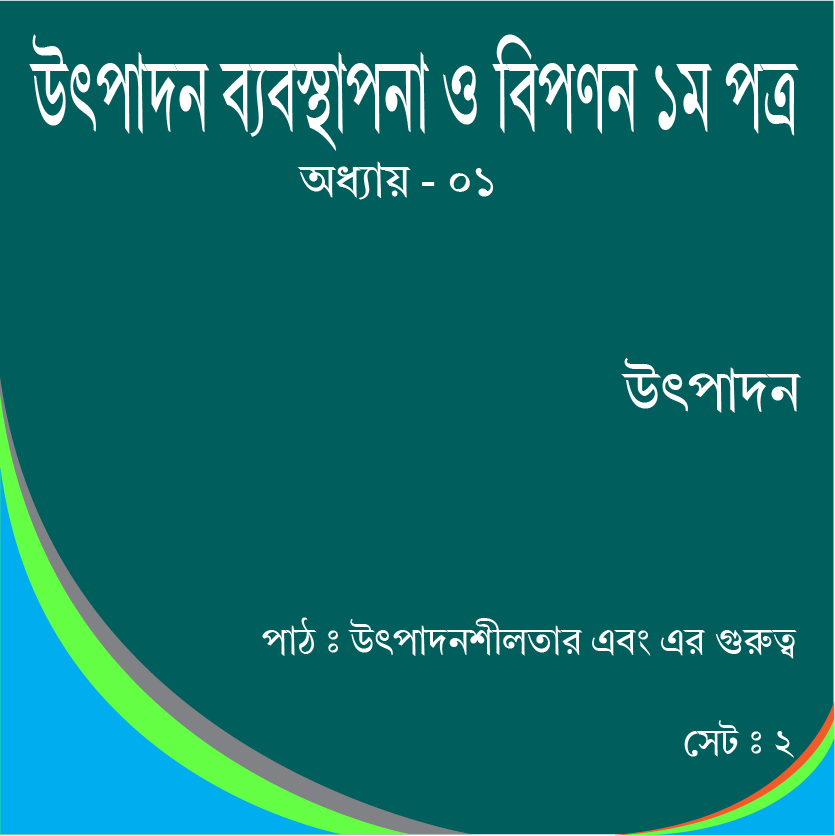 উৎপাদন ব্যবস্থাপনা ও বিপণন ১ম পত্র
অধ্যায় - ০১
উৎপাদন
পাঠ ঃ উৎপাদনশীলতার এবং এর গুরুত্ব
সেট ঃ ২